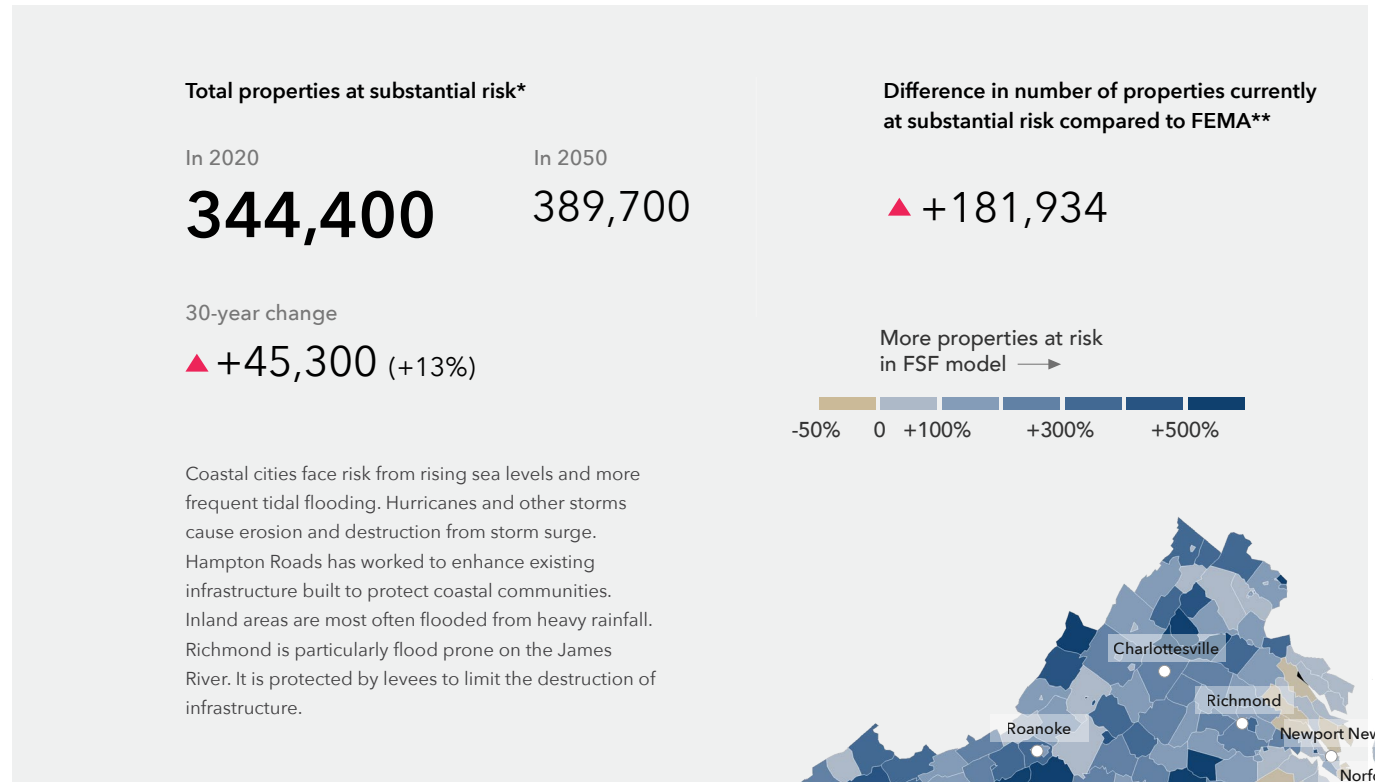 Total properties at substantial risk*
In 2020
344,400
In 2050
389,700
30-year change
+45,300 (+13%)
Coastal cities face risk from rising sea levels and more
frequent tidal flooding. Hurricanes and other storms
cause erosion and destruction from storm surge.
Hampton Roads has worked to enhance existing
infrastructure built to protect coastal communities.
Inland areas are most often flooded from heavy rainfall.
Richmond is particularly flood prone on the James
River. It is protected by levees to limit the destruction of
infrastructure.
Difference in number of properties currently
at substantial risk compared to FEMA**
+181,934
More properties at risk
in FSF model
-50% 0 +100% +300% +500%
Charlottesville
Richmond
Roanoke
Newport New
Norf